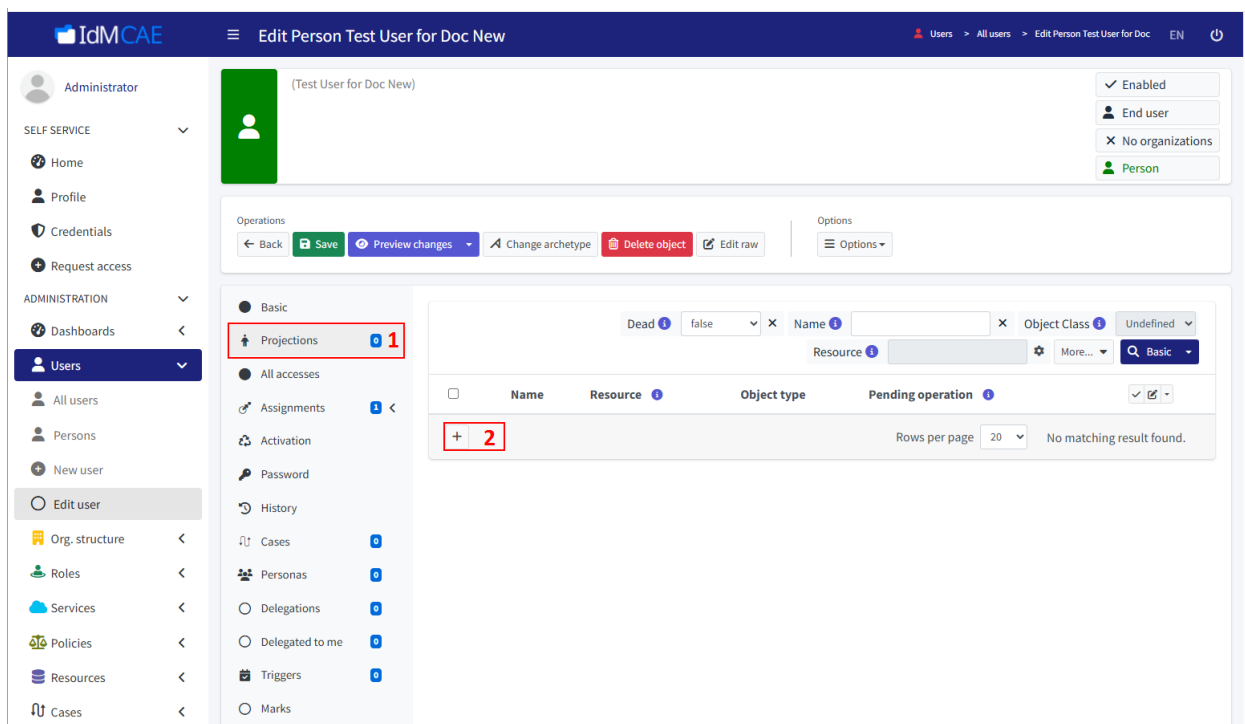 IdMCAE
Edit Person Test User for Doc New
Users > All users > Edit Person Test User for Doc
EN
Administrator
SELF SERVICE
Home
Profile
Credentials
Request access
ADMINISTRATION
Dashboards
Users
All users
Persons
New user
Edit user
Org. structure
Roles
Services
Policies
Resources
Cases
(Test User for Doc New)
Enabled
End user
No organizations
Person
Operations
Back
Save
Preview changes
Change archetype
Delete object
Edit raw
Options
Options
Basic
Projections 0 1
All accesses
Assignments 1
Activation
Password
History
Cases 0
Personas 0
Delegations 0
Delegated to me 0
Triggers 0
Marks
Dead false Name Object Class Undefined
Resource More... Basic
Name Resource Object type Pending operation
+ 2 Rows per page 20 No matching result found.